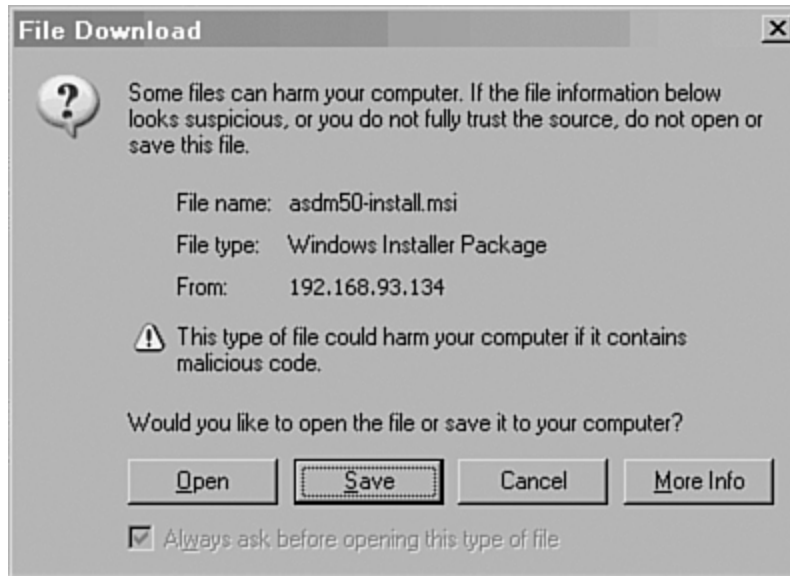 File Download
Some files can harm your computer. If the file information below
looks suspicious, or you do not fully trust the source, do not open or
save this file.
File name: asdm50-install.msi
File type: Windows Installer Package
From: 192.168.93.134
This type of file could harm your computer if it contains
malicious code.
Would you like to open the file or save it to your computer?
Open Save Cancel More Info
Always ask before opening this type of file